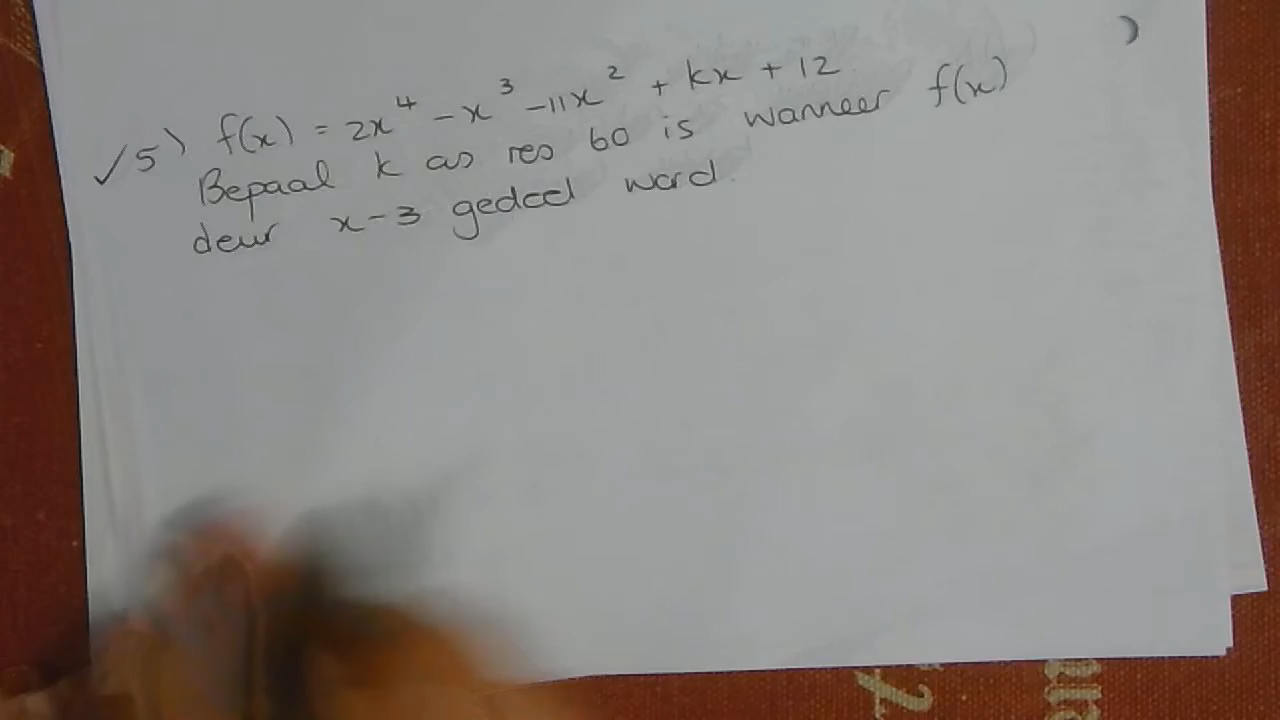 ✓5) f(x) = 2x⁴ - x³ - 11x² + kx + 12
Bepaal k as res 60 is wanneer f(x)
deur x-3 gedeel word.